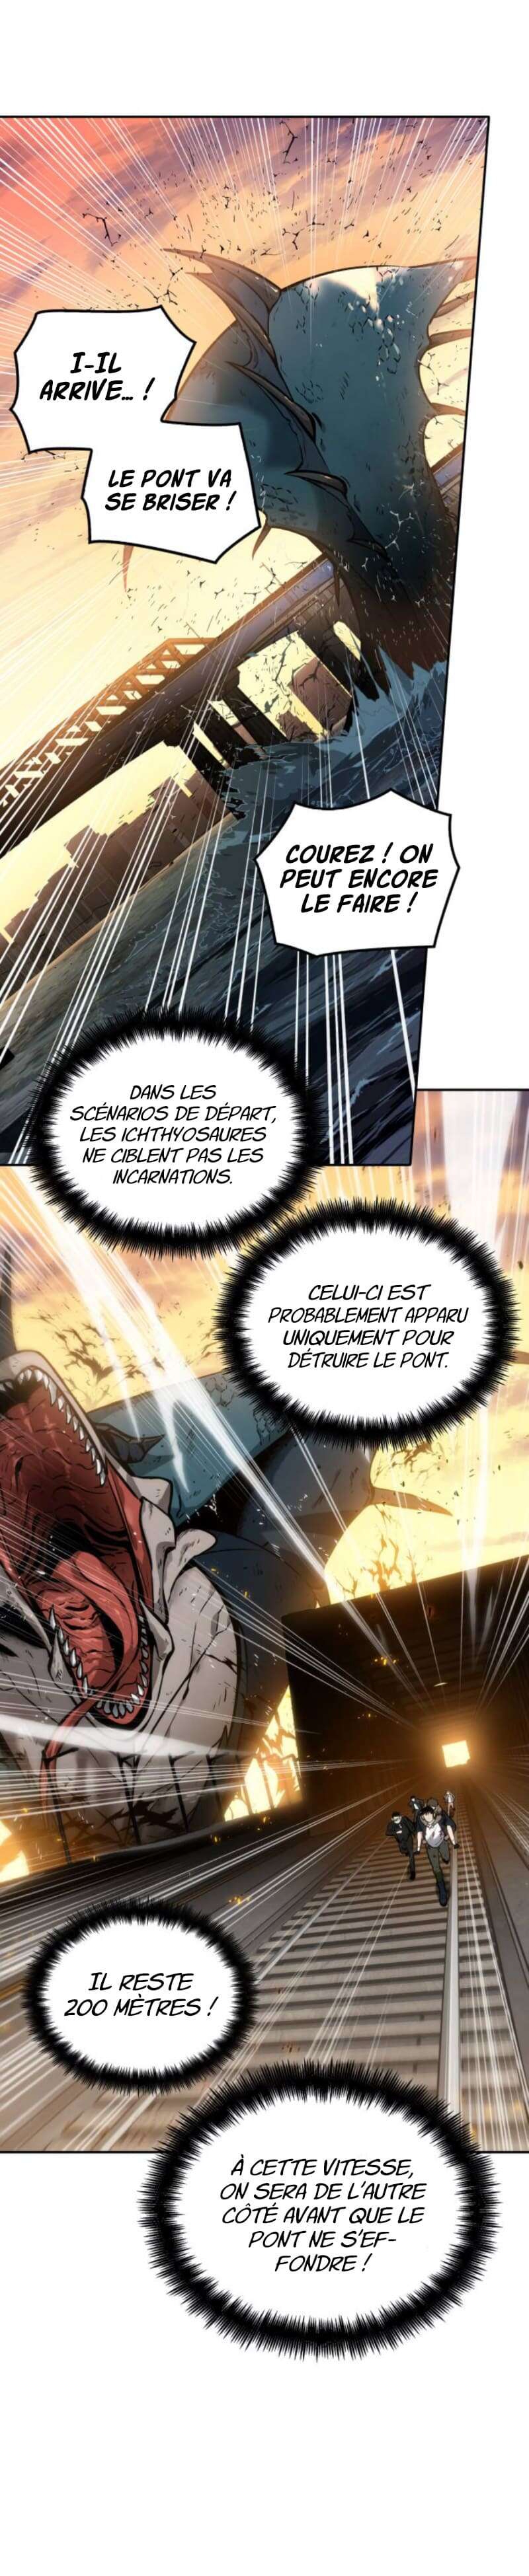 I-IL
ARRIVE... !
LE PONT VA
SE BRISER !
COUREZ ! ON
PEUT ENCORE
LE FAIRE !
DANS LES
SCÉNARIOS DE DÉPART,
LES ICHTHYOSAURES
NE CIBLENT PAS LES
INCARNATIONS.
CELUI-CI EST
PROBABLEMENT APPARU
UNIQUEMENT POUR
DÉTRUIRE LE PONT.
IL RESTE
200 MÈTRES !
À CETTE VITESSE,
ON SERA DE L'AUTRE
CÔTÉ AVANT QUE LE
PONT NE S'EF-
FONDRE !